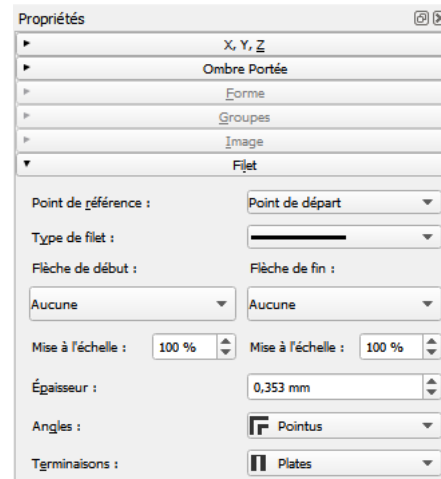 Propriétés
X, Y, Z
Ombre Portée
Forme
Groupes
Image
Filet
Point de référence : Point de départ
Type de filet :
Flèche de début : Flèche de fin :
Aucune Aucune
Mise à l'échelle : 100 % Mise à l'échelle : 100 %
Épaisseur : 0,353 mm
Angles : Pointus
Terminaisons : Plates